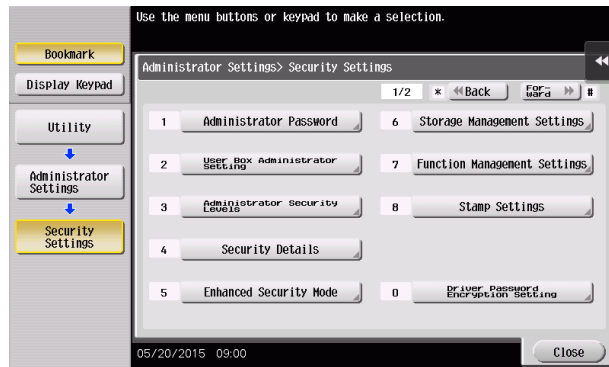 Use the menu buttons or keypad to make a selection.
Bookmark
Display Keypad
Utility
Administrator
Settings
Security
Settings
Administrator Settings> Security Settings
1/2 * Back For-
ward #
1 Administrator Password
2 User Box Administrator
Setting
3 Administrator Security
Levels
4 Security Details
5 Enhanced Security Mode
6 Storage Management Settings
7 Function Management Settings
8 Stamp Settings
0 Driver Password
Encryption Setting
05/20/2015 09:00
Close